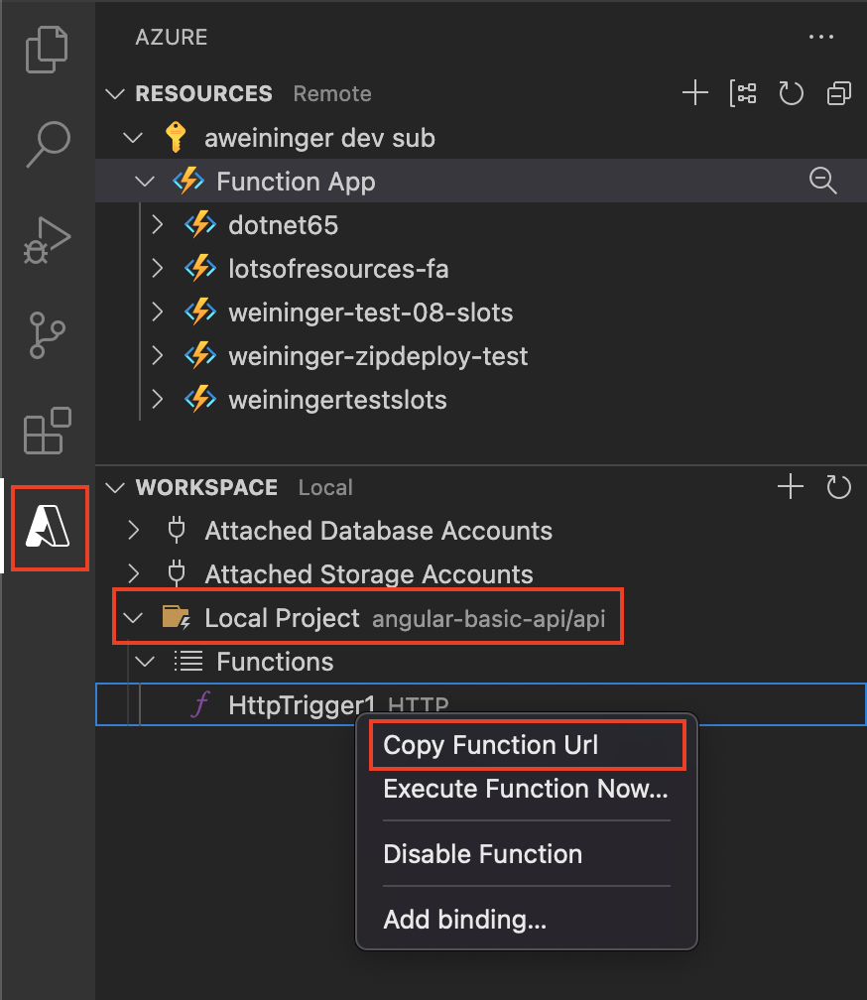 AZURE
RESOURCES Remote
aweininger dev sub
Function App
dotnet65
lotsofresources-fa
weininger-test-08-slots
weininger-zipdeploy-test
weiningertestslots
WORKSPACE Local
Attached Database Accounts
Attached Storage Accounts
Local Project angular-basic-api/api
Functions
HttpTrigger1 HTTP
Copy Function Url
Execute Function Now...
Disable Function
Add binding...